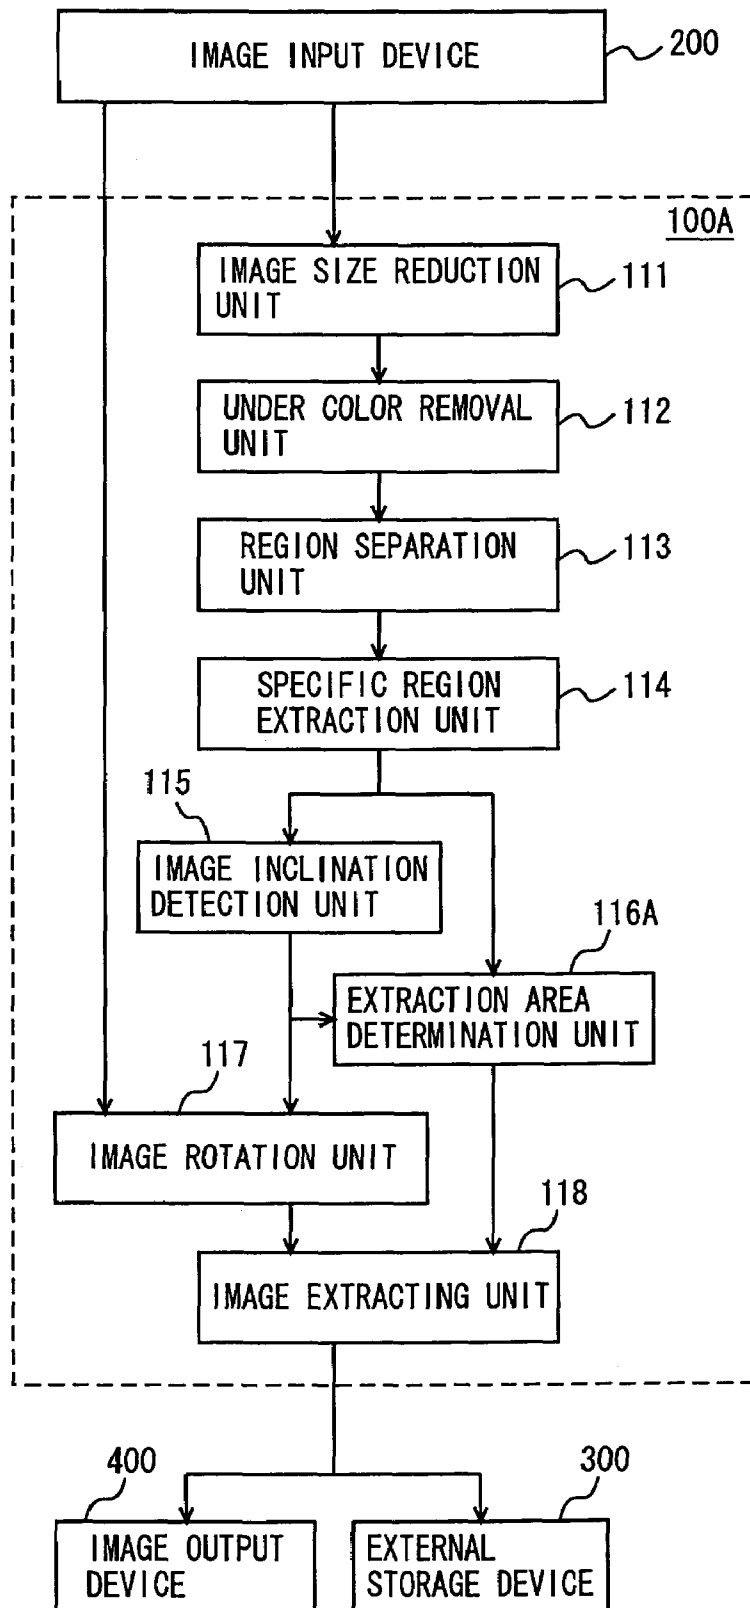 IMAGE INPUT DEVICE
200
100A
IMAGE SIZE REDUCTION
UNIT
111
UNDER COLOR REMOVAL
UNIT
112
REGION SEPARATION
UNIT
113
SPECIFIC REGION
EXTRACTION UNIT
114
115
IMAGE INCLINATION
DETECTION UNIT
116A
EXTRACTION AREA
DETERMINATION UNIT
117
IMAGE ROTATION UNIT
118
IMAGE EXTRACTING UNIT
400
IMAGE OUTPUT
DEVICE
300
EXTERNAL
STORAGE DEVICE